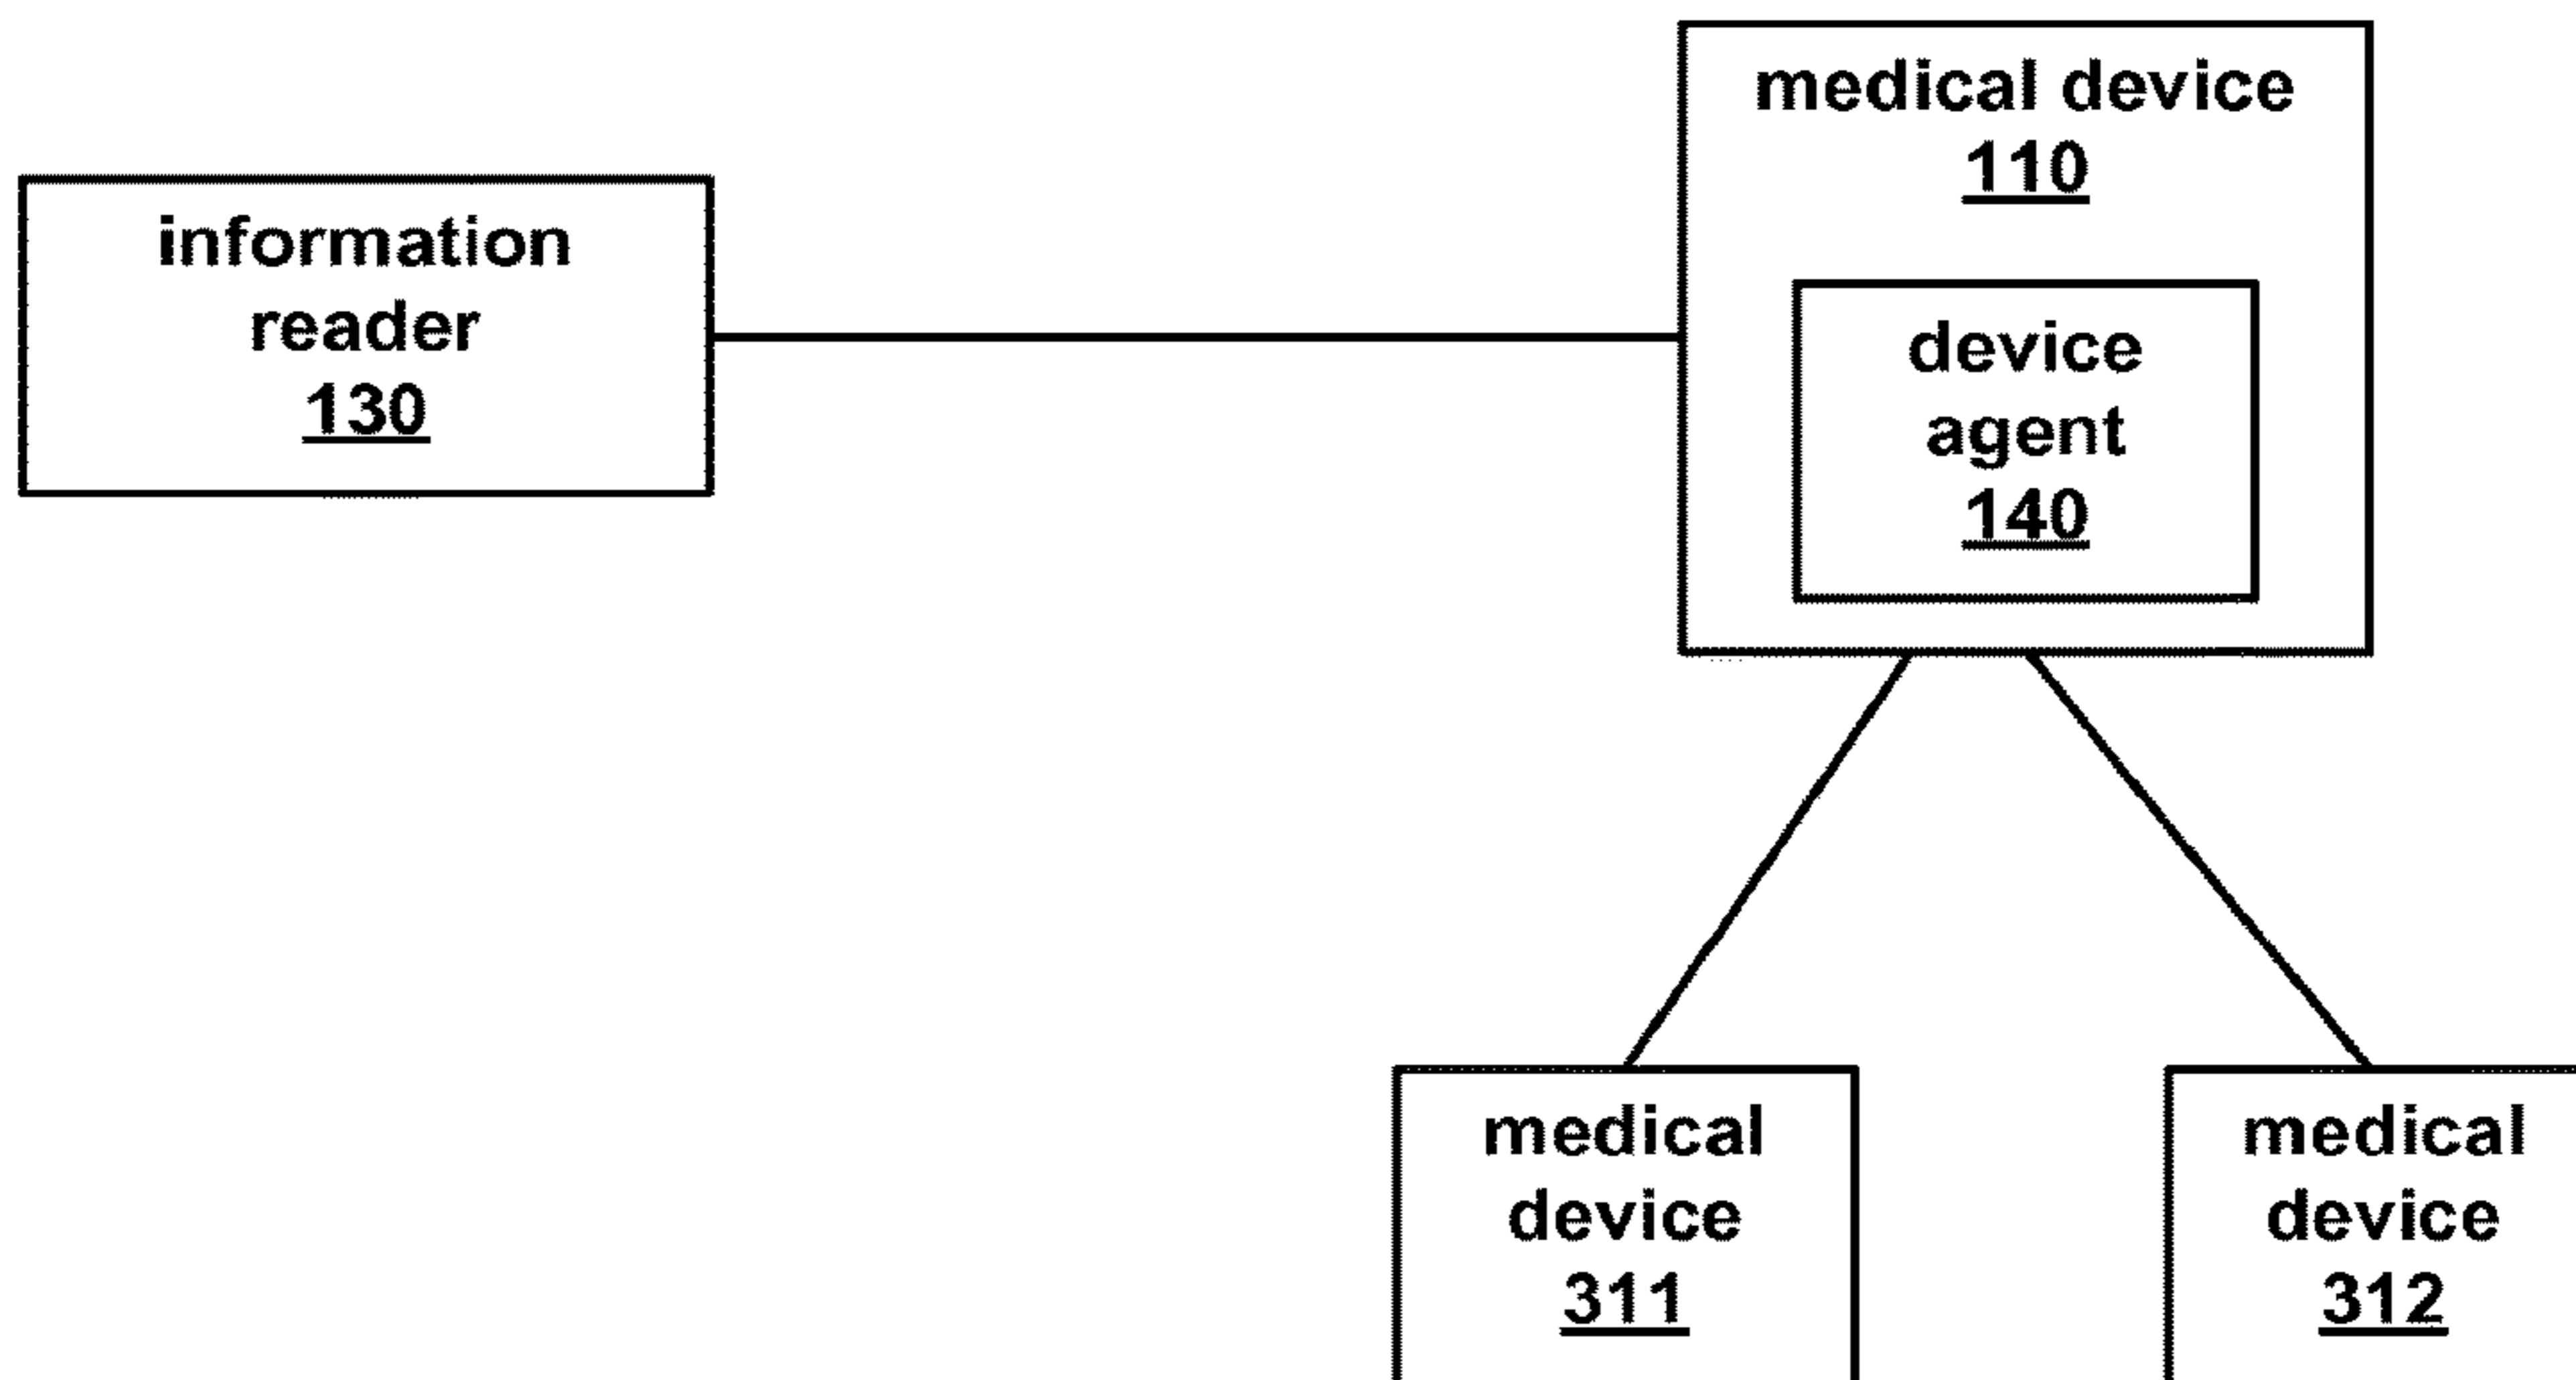 medical device
110
information
reader
130
device
agent
140
medical
device
311
medical
device
312